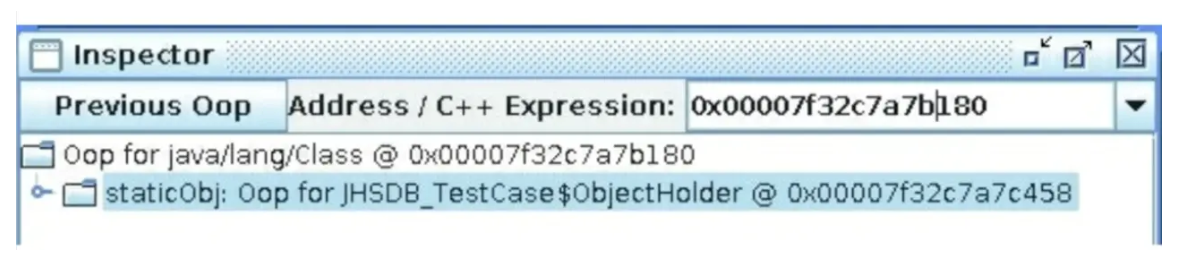 Inspector
Previous Oop Address / C++ Expression: 0x00007f32c7a7b180
Oop for java/lang/Class @ 0x00007f32c7a7b180
staticObj: Oop for JHSDB_TestCase$ObjectHolder @ 0x00007f32c7a7c458